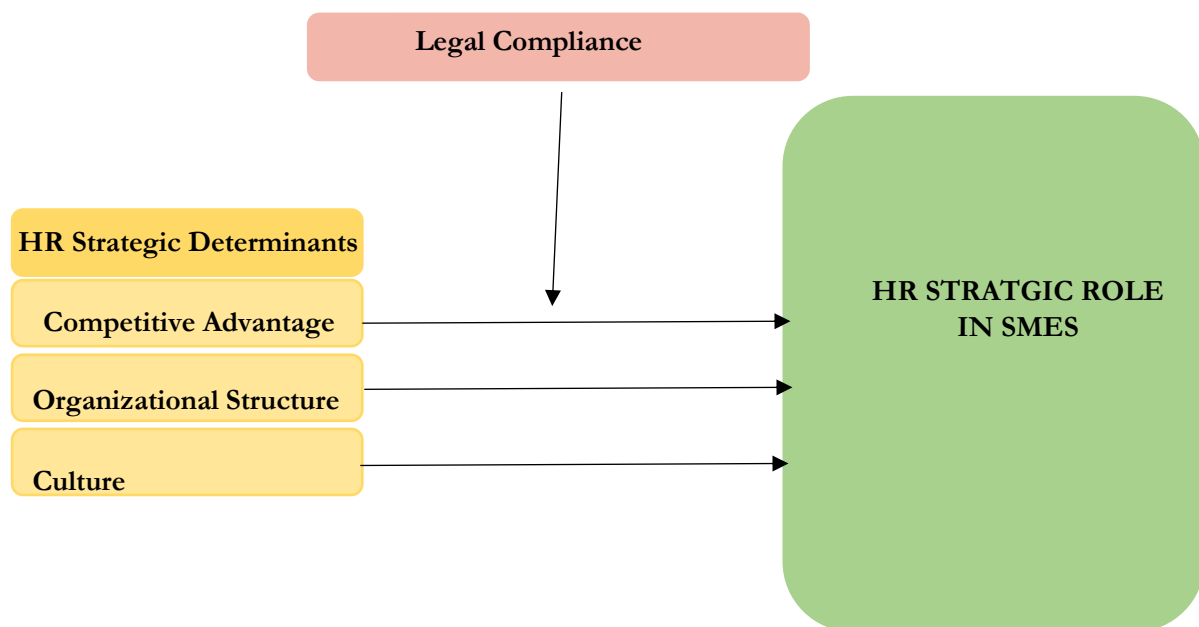 Legal Compliance
HR Strategic Determinants
Competitive Advantage
Organizational Structure
Culture
HR STRATGIC ROLE
IN SMES